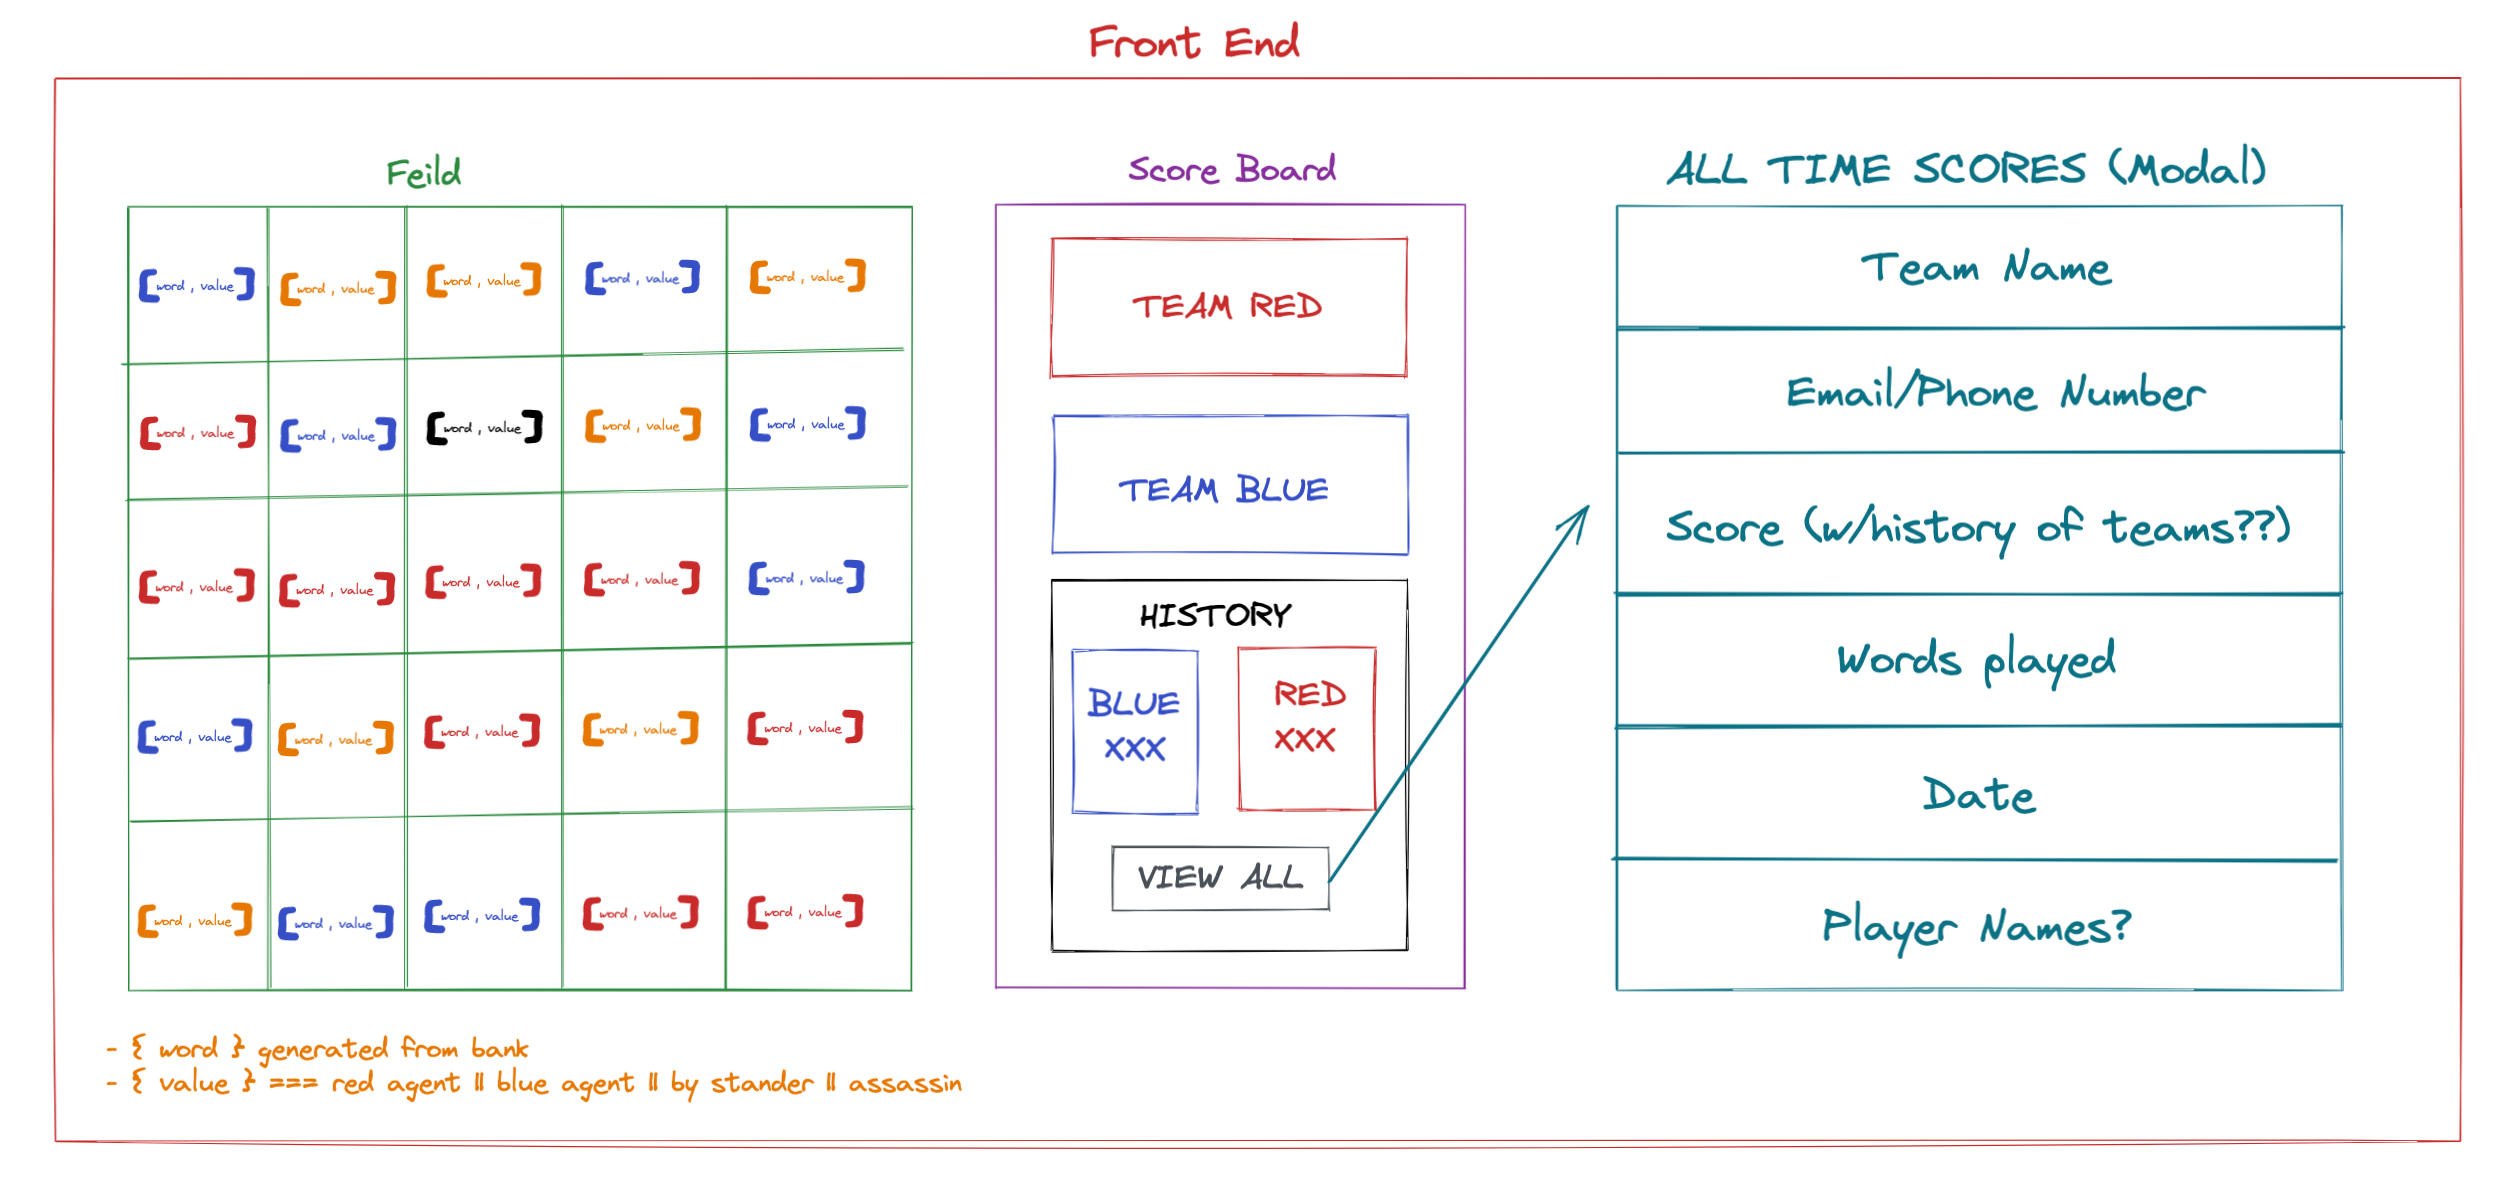 Front End
Feild
[word , value] [word , value] [word , value] [word , value] [word , value]
[word , value] [word , value] [word , value] [word , value] [word , value]
[word , value] [word , value] [word , value] [word , value] [word , value]
[word , value] [word , value] [word , value] [word , value] [word , value]
[word , value] [word , value] [word , value] [word , value] [word , value]
- { word } generated from bank
- { value } === red agent || blue agent || by stander || assassin
Score Board
TEAM RED
TEAM BLUE
HISTORY
BLUE
XXX
RED
XXX
VIEW ALL
ALL TIME SCORES (Modal)
Team Name
Email/Phone Number
Score (w/history of teams??)
Words played
Date
Player Names?